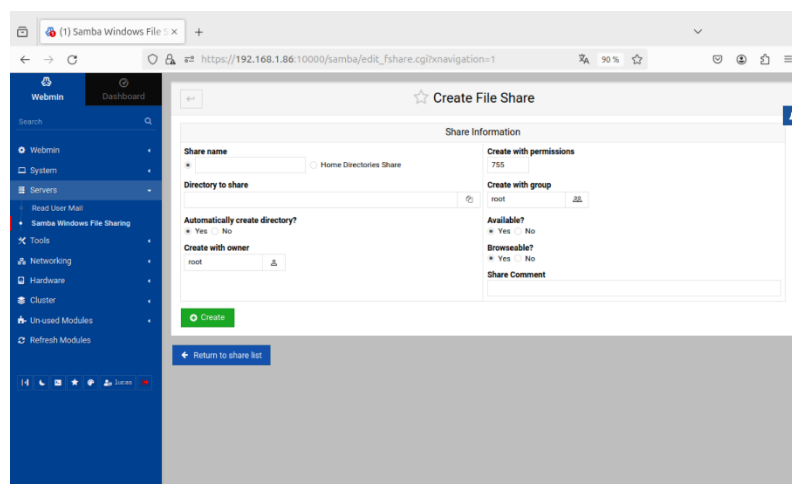 (1) Samba Windows File S
https://192.168.1.86:10000/samba/edit_fshare.cgi?xnavigation=1
90 %
Webmin
Dashboard
Search
Webmin
System
Servers
Read User Mail
Samba Windows File Sharing
Tools
Networking
Hardware
Cluster
Un-used Modules
Refresh Modules
lucas
Create File Share
Share Information
Share name
Home Directories Share
Directory to share
Automatically create directory?
Yes No
Create with owner
root
Create with permissions
755
Create with group
root
Available?
Yes No
Browseable?
Yes No
Share Comment
Create
Return to share list